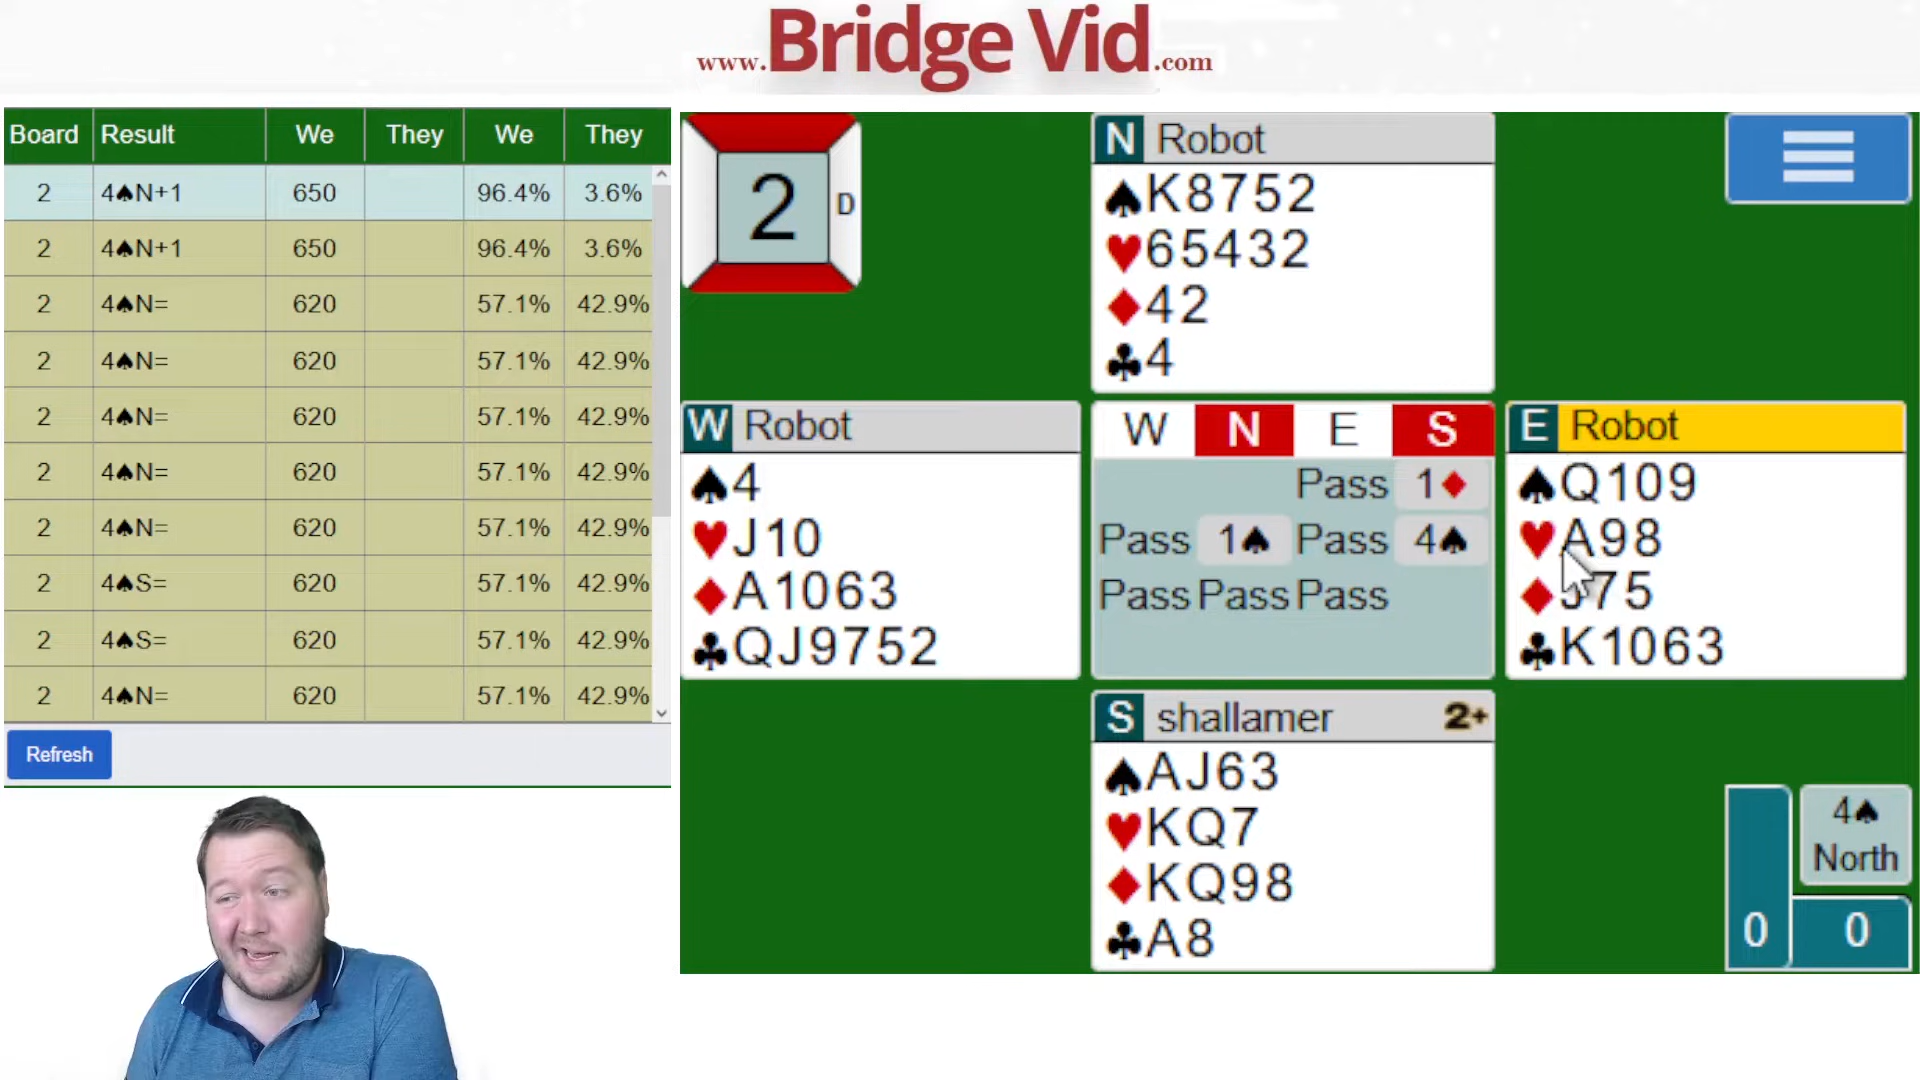 www.Bridge Vid.com
Board Result We They We They
2 4♠N+1 650 96.4% 3.6%
2 4♠N+1 650 96.4% 3.6%
2 4♠N= 620 57.1% 42.9%
2 4♠N= 620 57.1% 42.9%
2 4♠N= 620 57.1% 42.9%
2 4♠N= 620 57.1% 42.9%
2 4♠N= 620 57.1% 42.9%
2 4♠S= 620 57.1% 42.9%
2 4♠S= 620 57.1% 42.9%
2 4♠N= 620 57.1% 42.9%
Refresh
2 D
N Robot
♠K8752
♥65432
♦42
♣4
W Robot
♠4
♥J10
♦A1063
♣QJ9752
W N E S
Pass 1♦
Pass 1♠ Pass 4♠
Pass Pass Pass
E Robot
♠Q109
♥A98
♦J75
♣K1063
S shallamer 2+
♠AJ63
♥KQ7
♦KQ98
♣A8
4♠
North
0 0